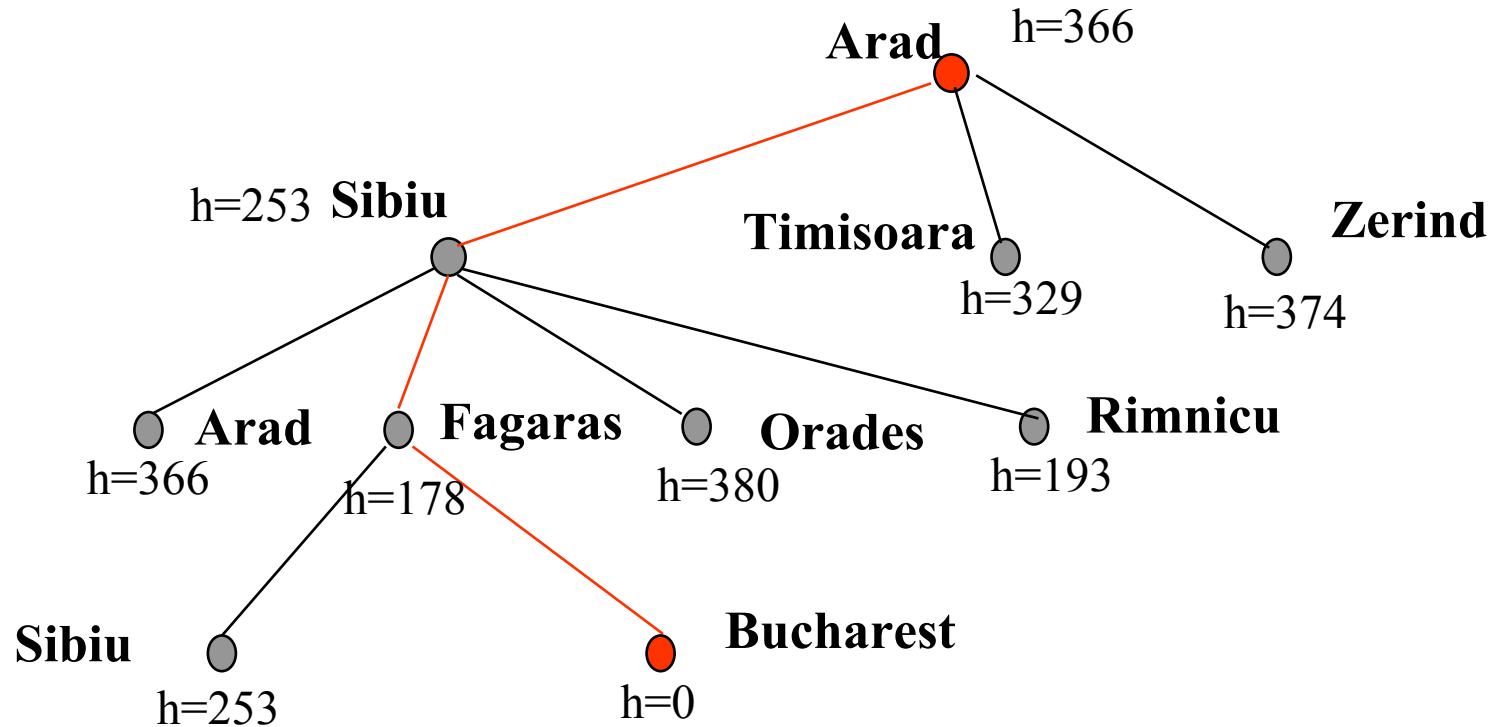 Arad h=366
h=253 Sibiu
Timisoara
Zerind
h=329
h=374
Arad
Fagaras
Orades
Rimnicu
h=366
h=178
h=380
h=193
Sibiu
Bucharest
h=253
h=0